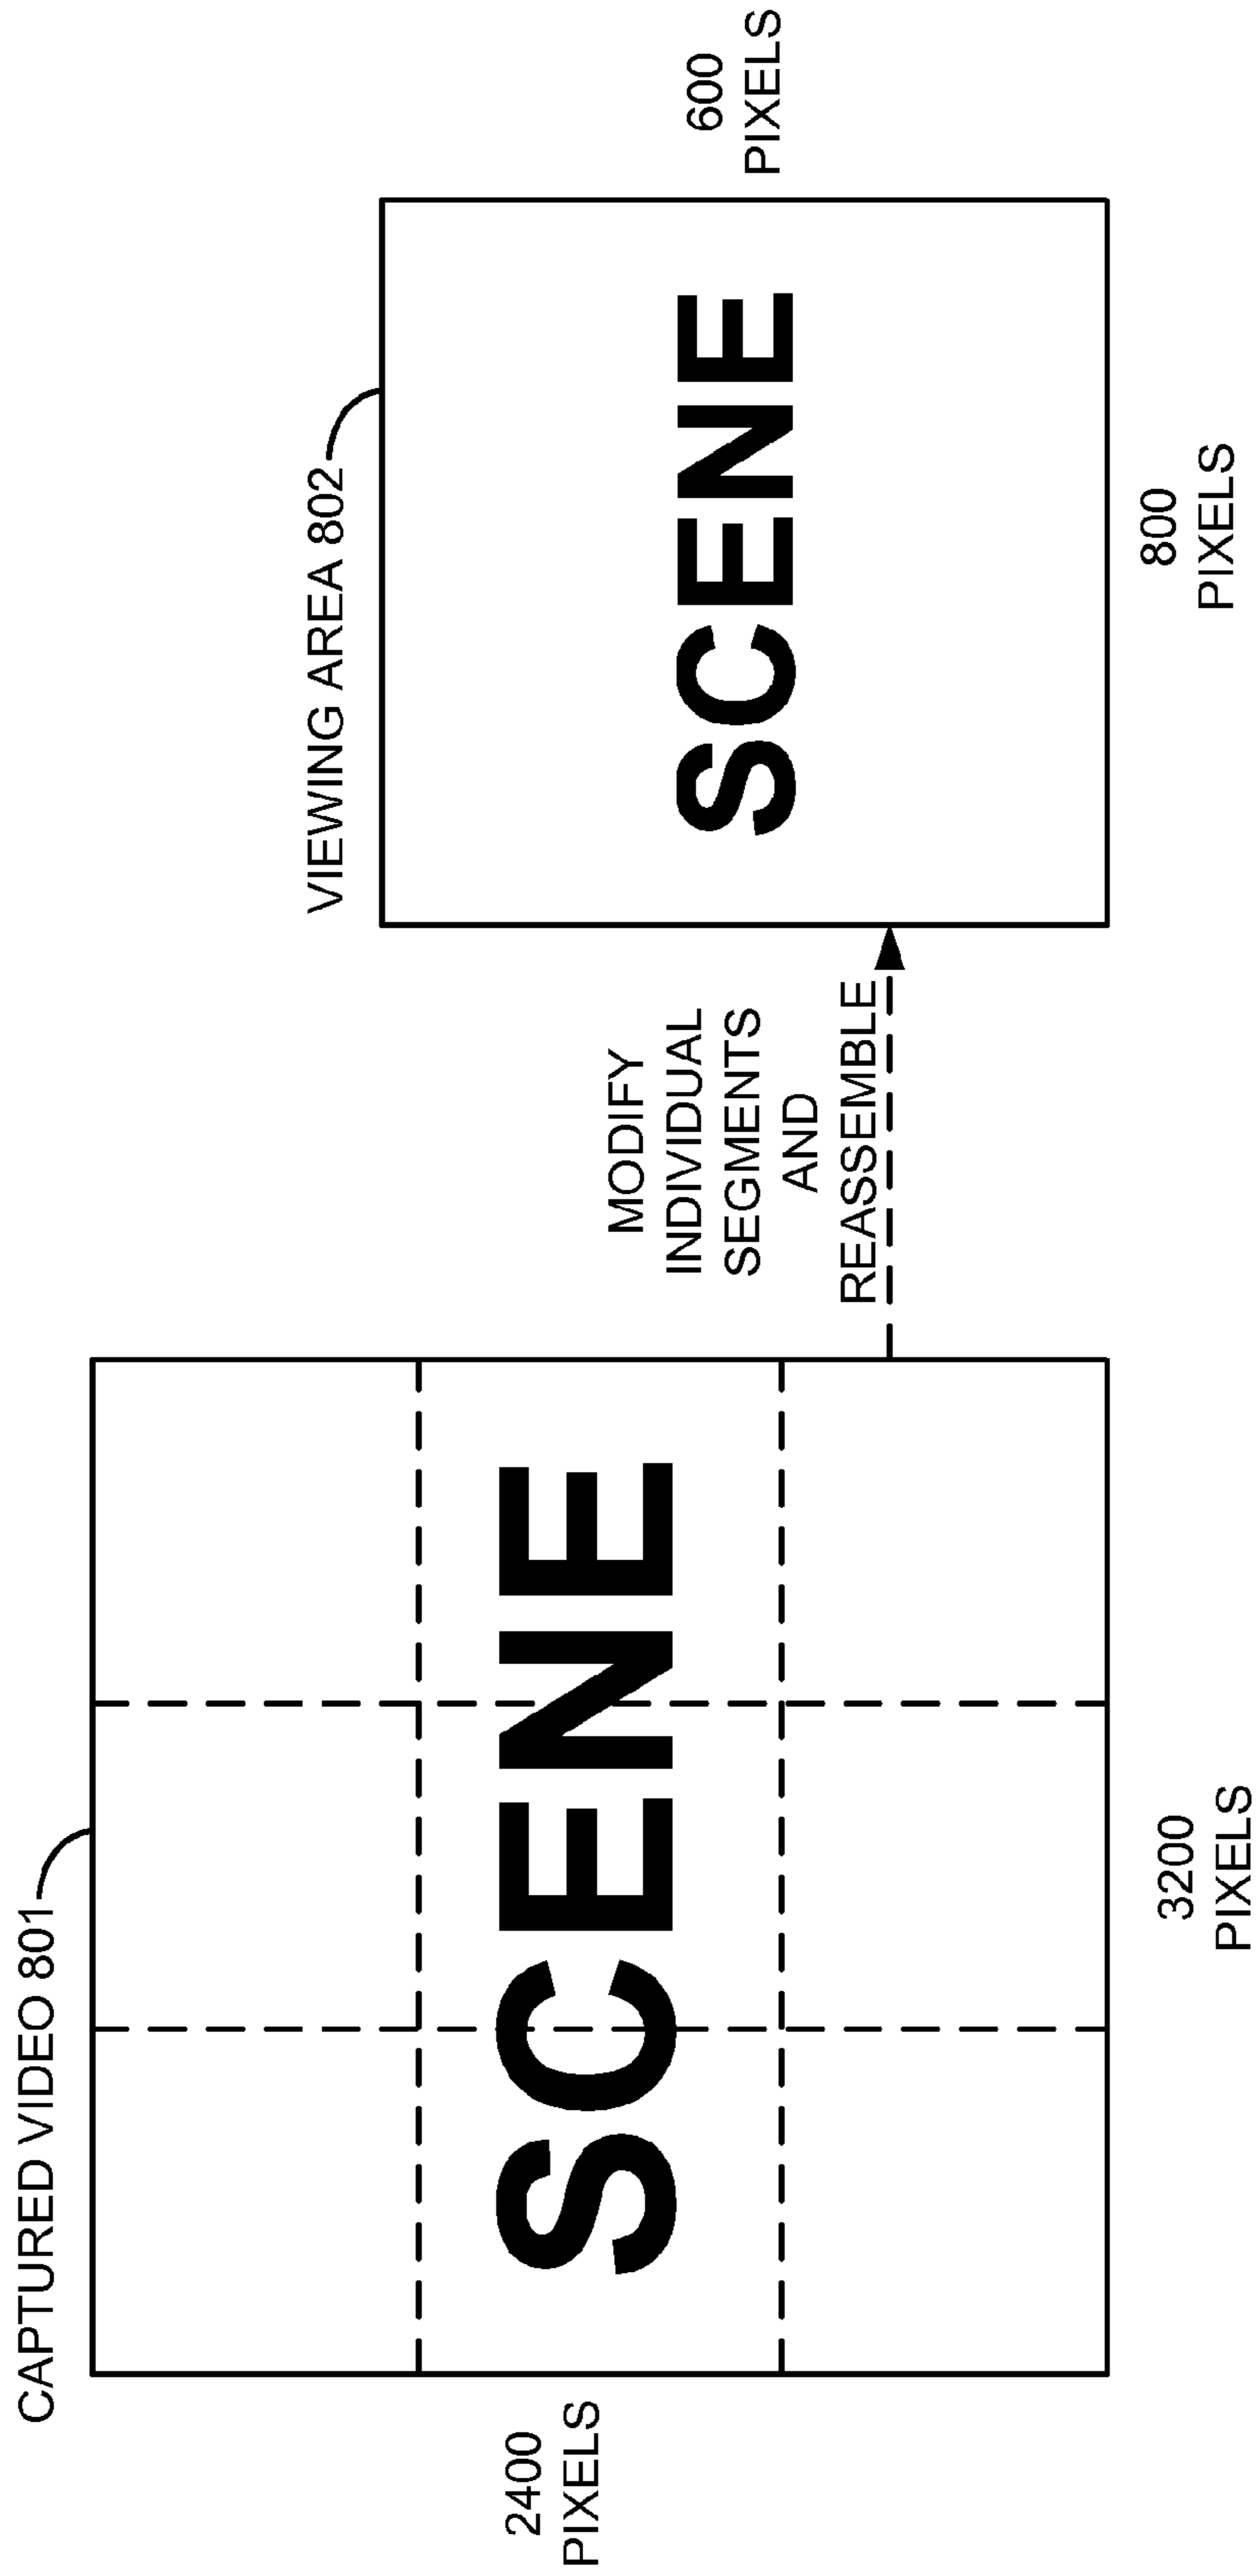 CAPTURED VIDEO 801
2400
PIXELS
SCENE
3200
PIXELS
MODIFY
INDIVIDUAL
SEGMENTS
AND
REASSEMBLE
VIEWING AREA 802
SCENE
600
PIXELS
800
PIXELS